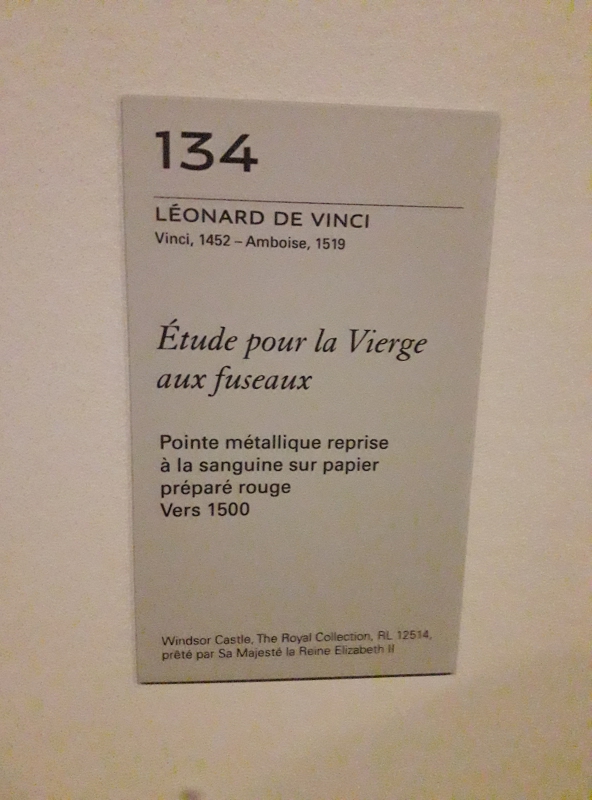 134
LÉONARD DE VINCI
Vinci, 1452 – Amboise, 1519
Étude pour la Vierge
aux fuseaux
Pointe métallique reprise
à la sanguine sur papier
préparé rouge
Vers 1500
Windsor Castle, The Royal Collection, RL 12514,
prêté par Sa Majesté la Reine Elizabeth II